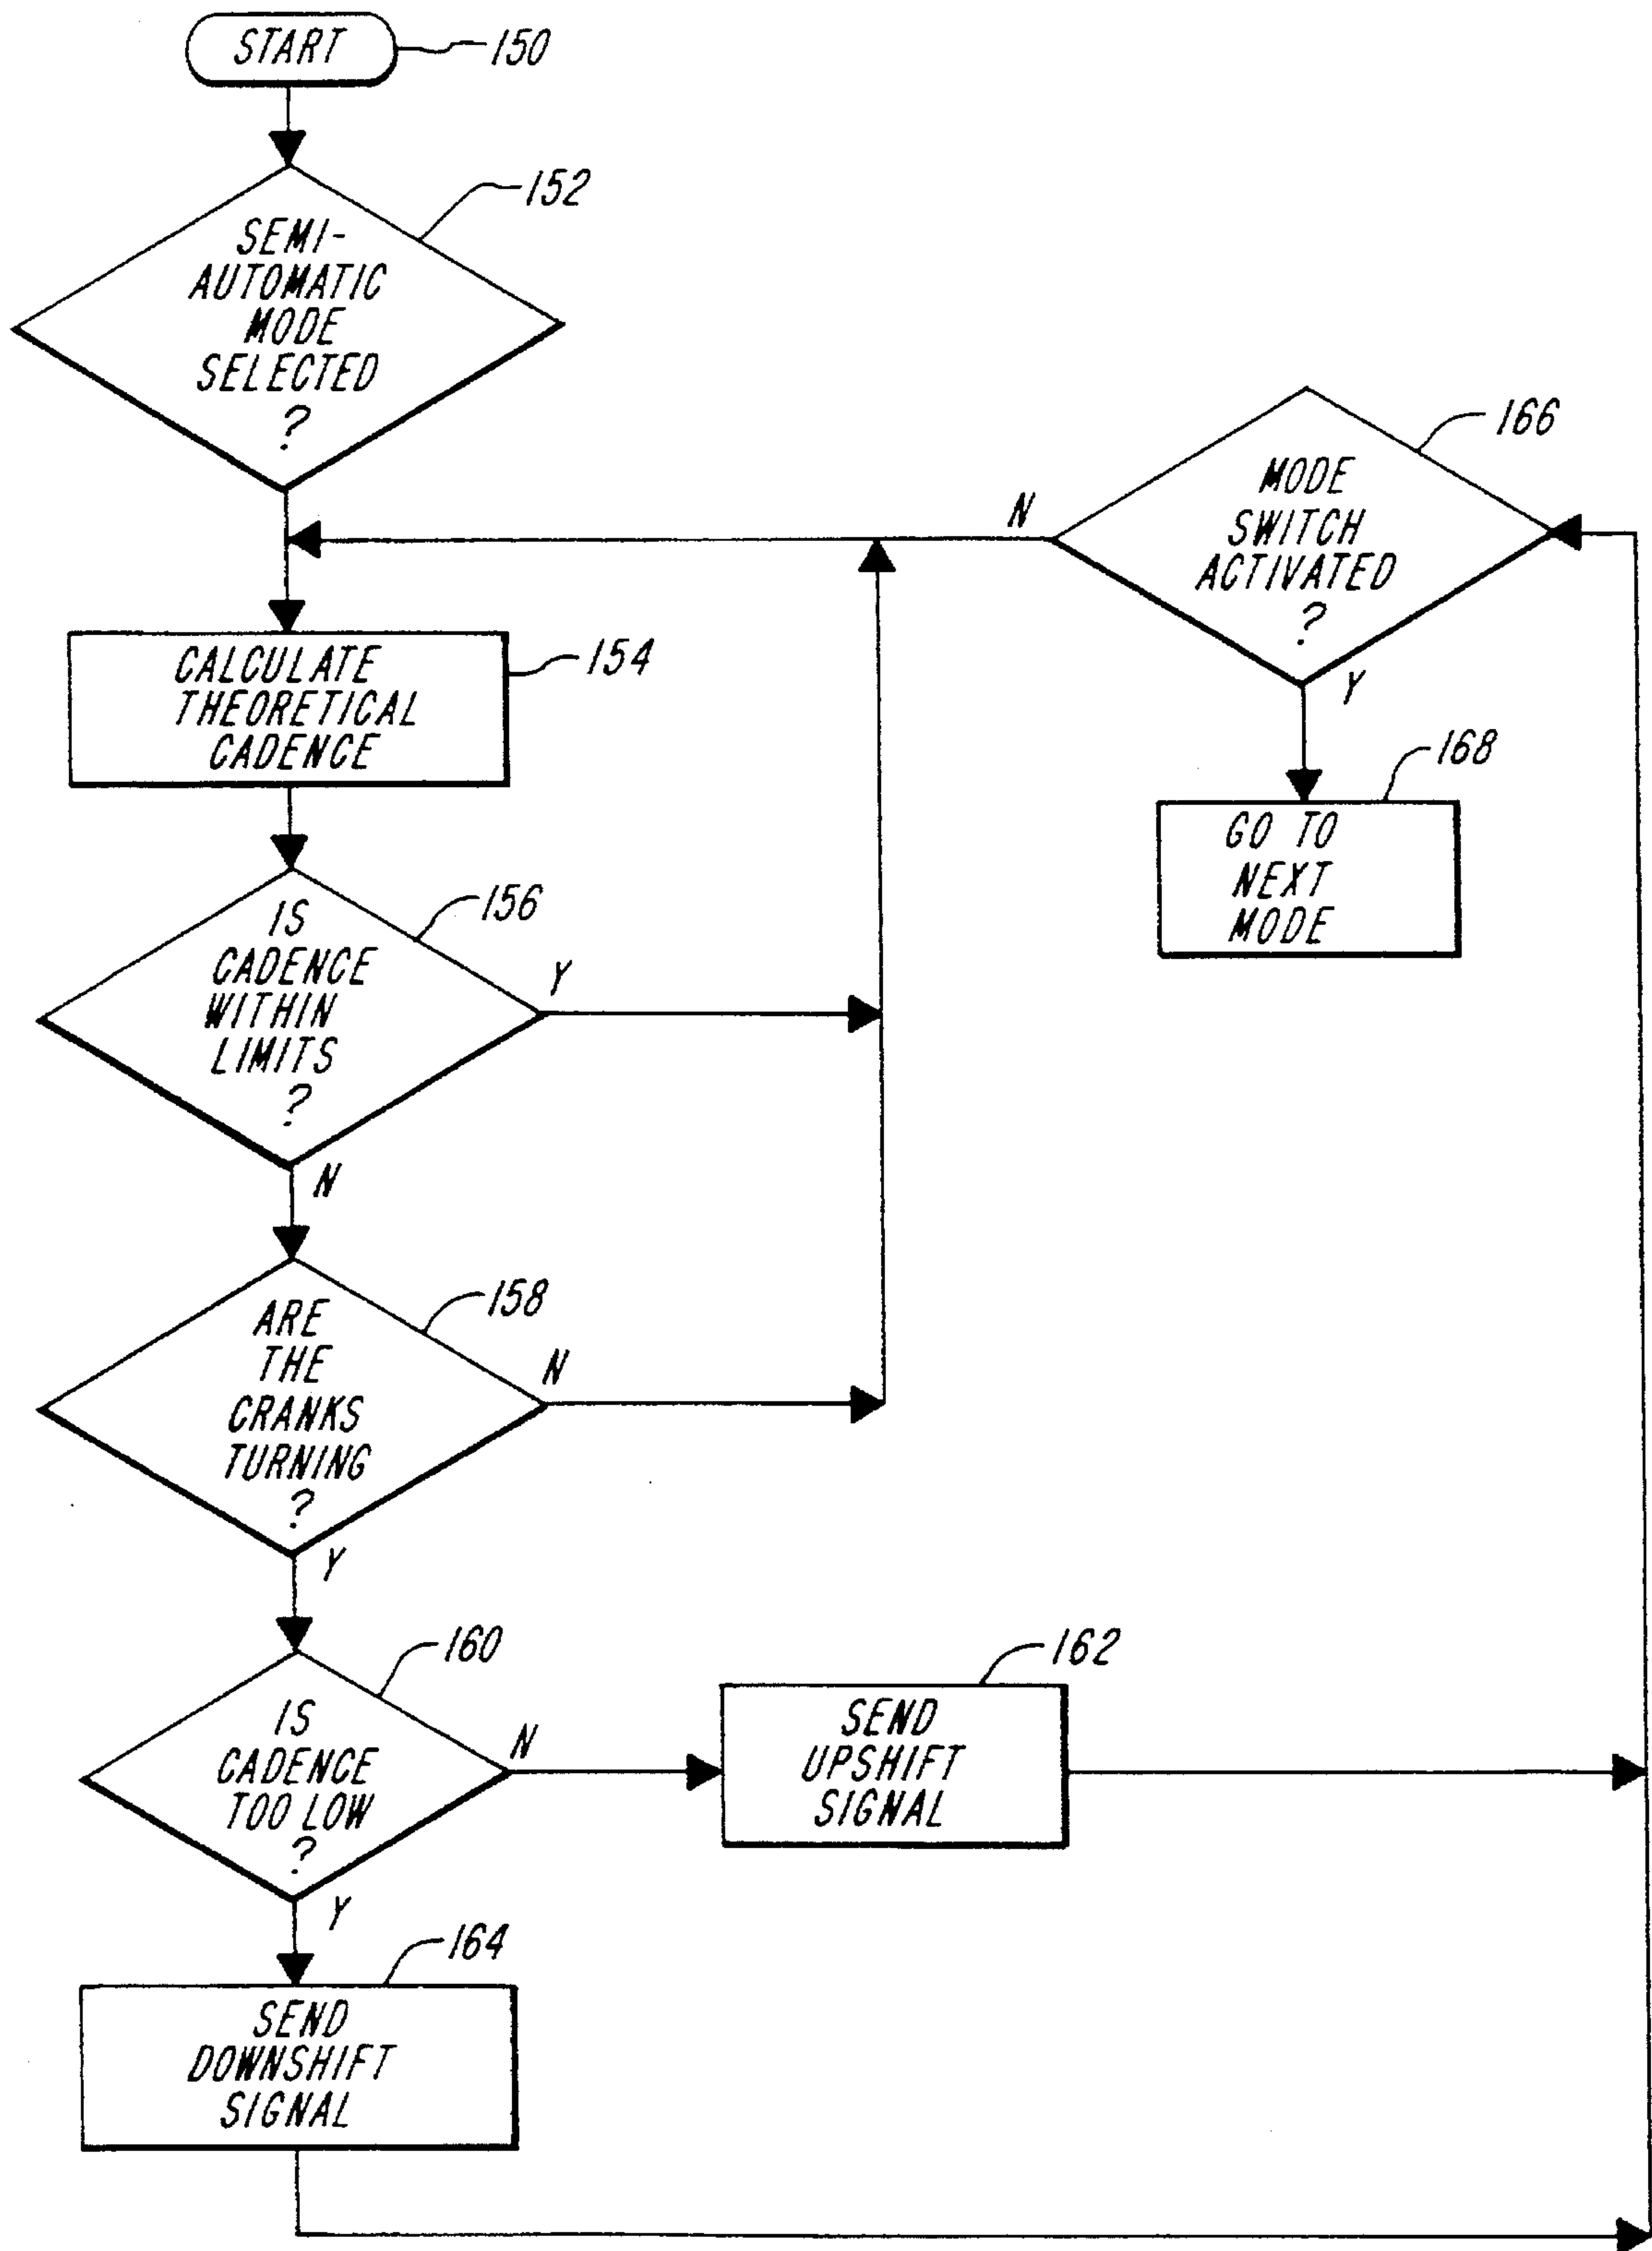 START
150
152
SEMI-
AUTOMATIC
MODE
SELECTED
?
166
MODE
SWITCH
ACTIVATED
?
N
Y
154
CALCULATE
THEORETICAL
CADENCE
168
GO TO
NEXT
MODE
156
IS
CADENCE
WITHIN
LIMITS
?
Y
N
158
ARE
THE
CRANKS
TURNING
?
N
Y
160
IS
CADENCE
TOO LOW
?
N
Y
162
SEND
UPSHIFT
SIGNAL
164
SEND
DOWNSHIFT
SIGNAL